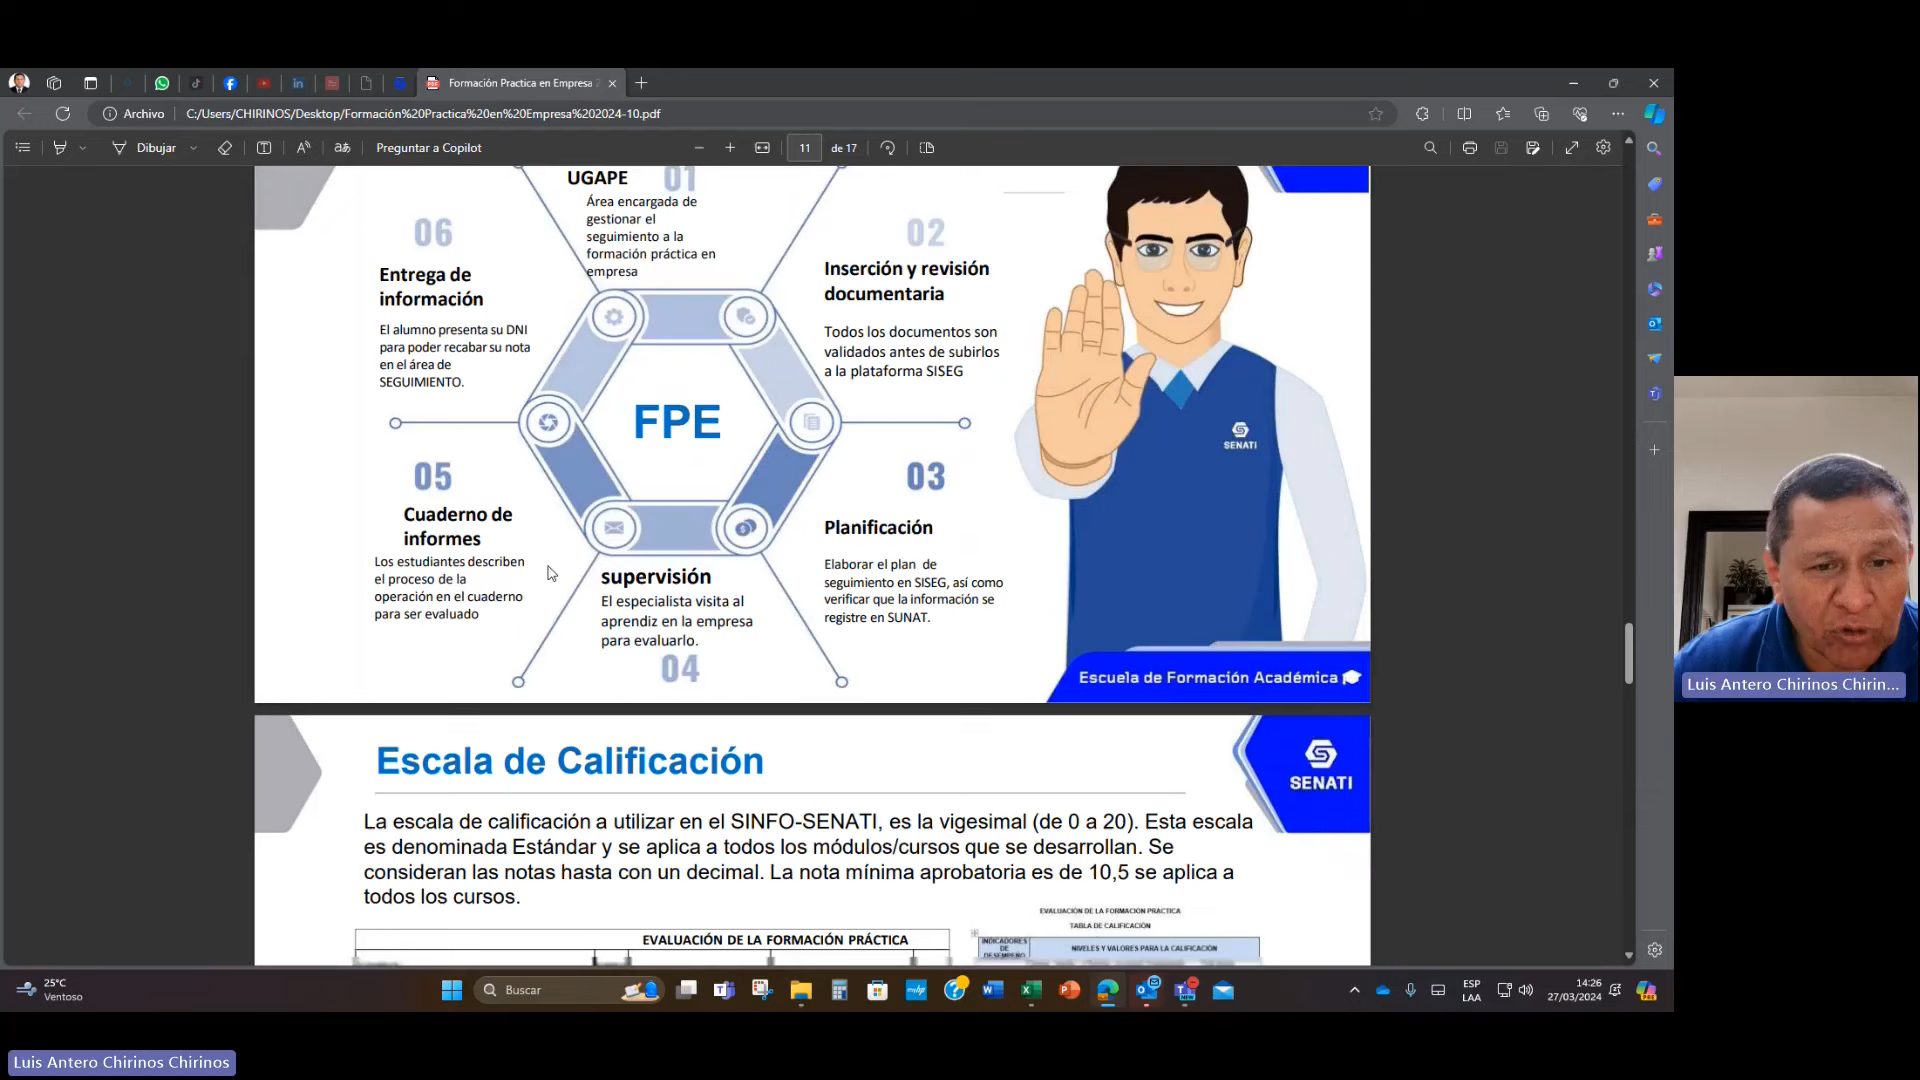 Formación Practica en Empresa 2
Archivo
C:/Users/CHIRINOS/Desktop/Formación%20Practica%20en%20Empresa%202024-10.pdf
Dibujar
Preguntar a Copilot
11 de 17
UGAPE
01
Área encargada de
gestionar el
seguimiento a la
formación práctica en
empresa
06
Entrega de
información
El alumno presenta su DNI
para poder recabar su nota
en el área de
SEGUIMIENTO.
02
Inserción y revisión
documentaria
Todos los documentos son
validados antes de subirlos
a la plataforma SISEG
FPE
SENATI
05
Cuaderno de
informes
Los estudiantes describen
el proceso de la
operación en el cuaderno
para ser evaluado
03
Planificación
Elaborar el plan de
seguimiento en SISEG, así como
verificar que la información se
registre en SUNAT.
supervisión
El especialista visita al
aprendiz en la empresa
para evaluarlo.
04
Escuela de Formación Académica
Luis Antero Chirinos Chirin...
Escala de Calificación
SENATI
La escala de calificación a utilizar en el SINFO-SENATI, es la vigesimal (de 0 a 20). Esta escala
es denominada Estándar y se aplica a todos los módulos/cursos que se desarrollan. Se
consideran las notas hasta con un decimal. La nota mínima aprobatoria es de 10,5 se aplica a
todos los cursos.
EVALUACIÓN DE LA FORMACIÓN PRÁCTICA
EVALUACIÓN DE LA FORMACIÓN PRACTICA
TABLA DE CALIFICACIÓN
INDICADORES
DE
DESEMPEÑO
NIVELES Y VALORES PARA LA CALIFICACIÓN
25°C
Ventoso
Buscar
ESP
LAA
14:26
27/03/2024
Luis Antero Chirinos Chirinos